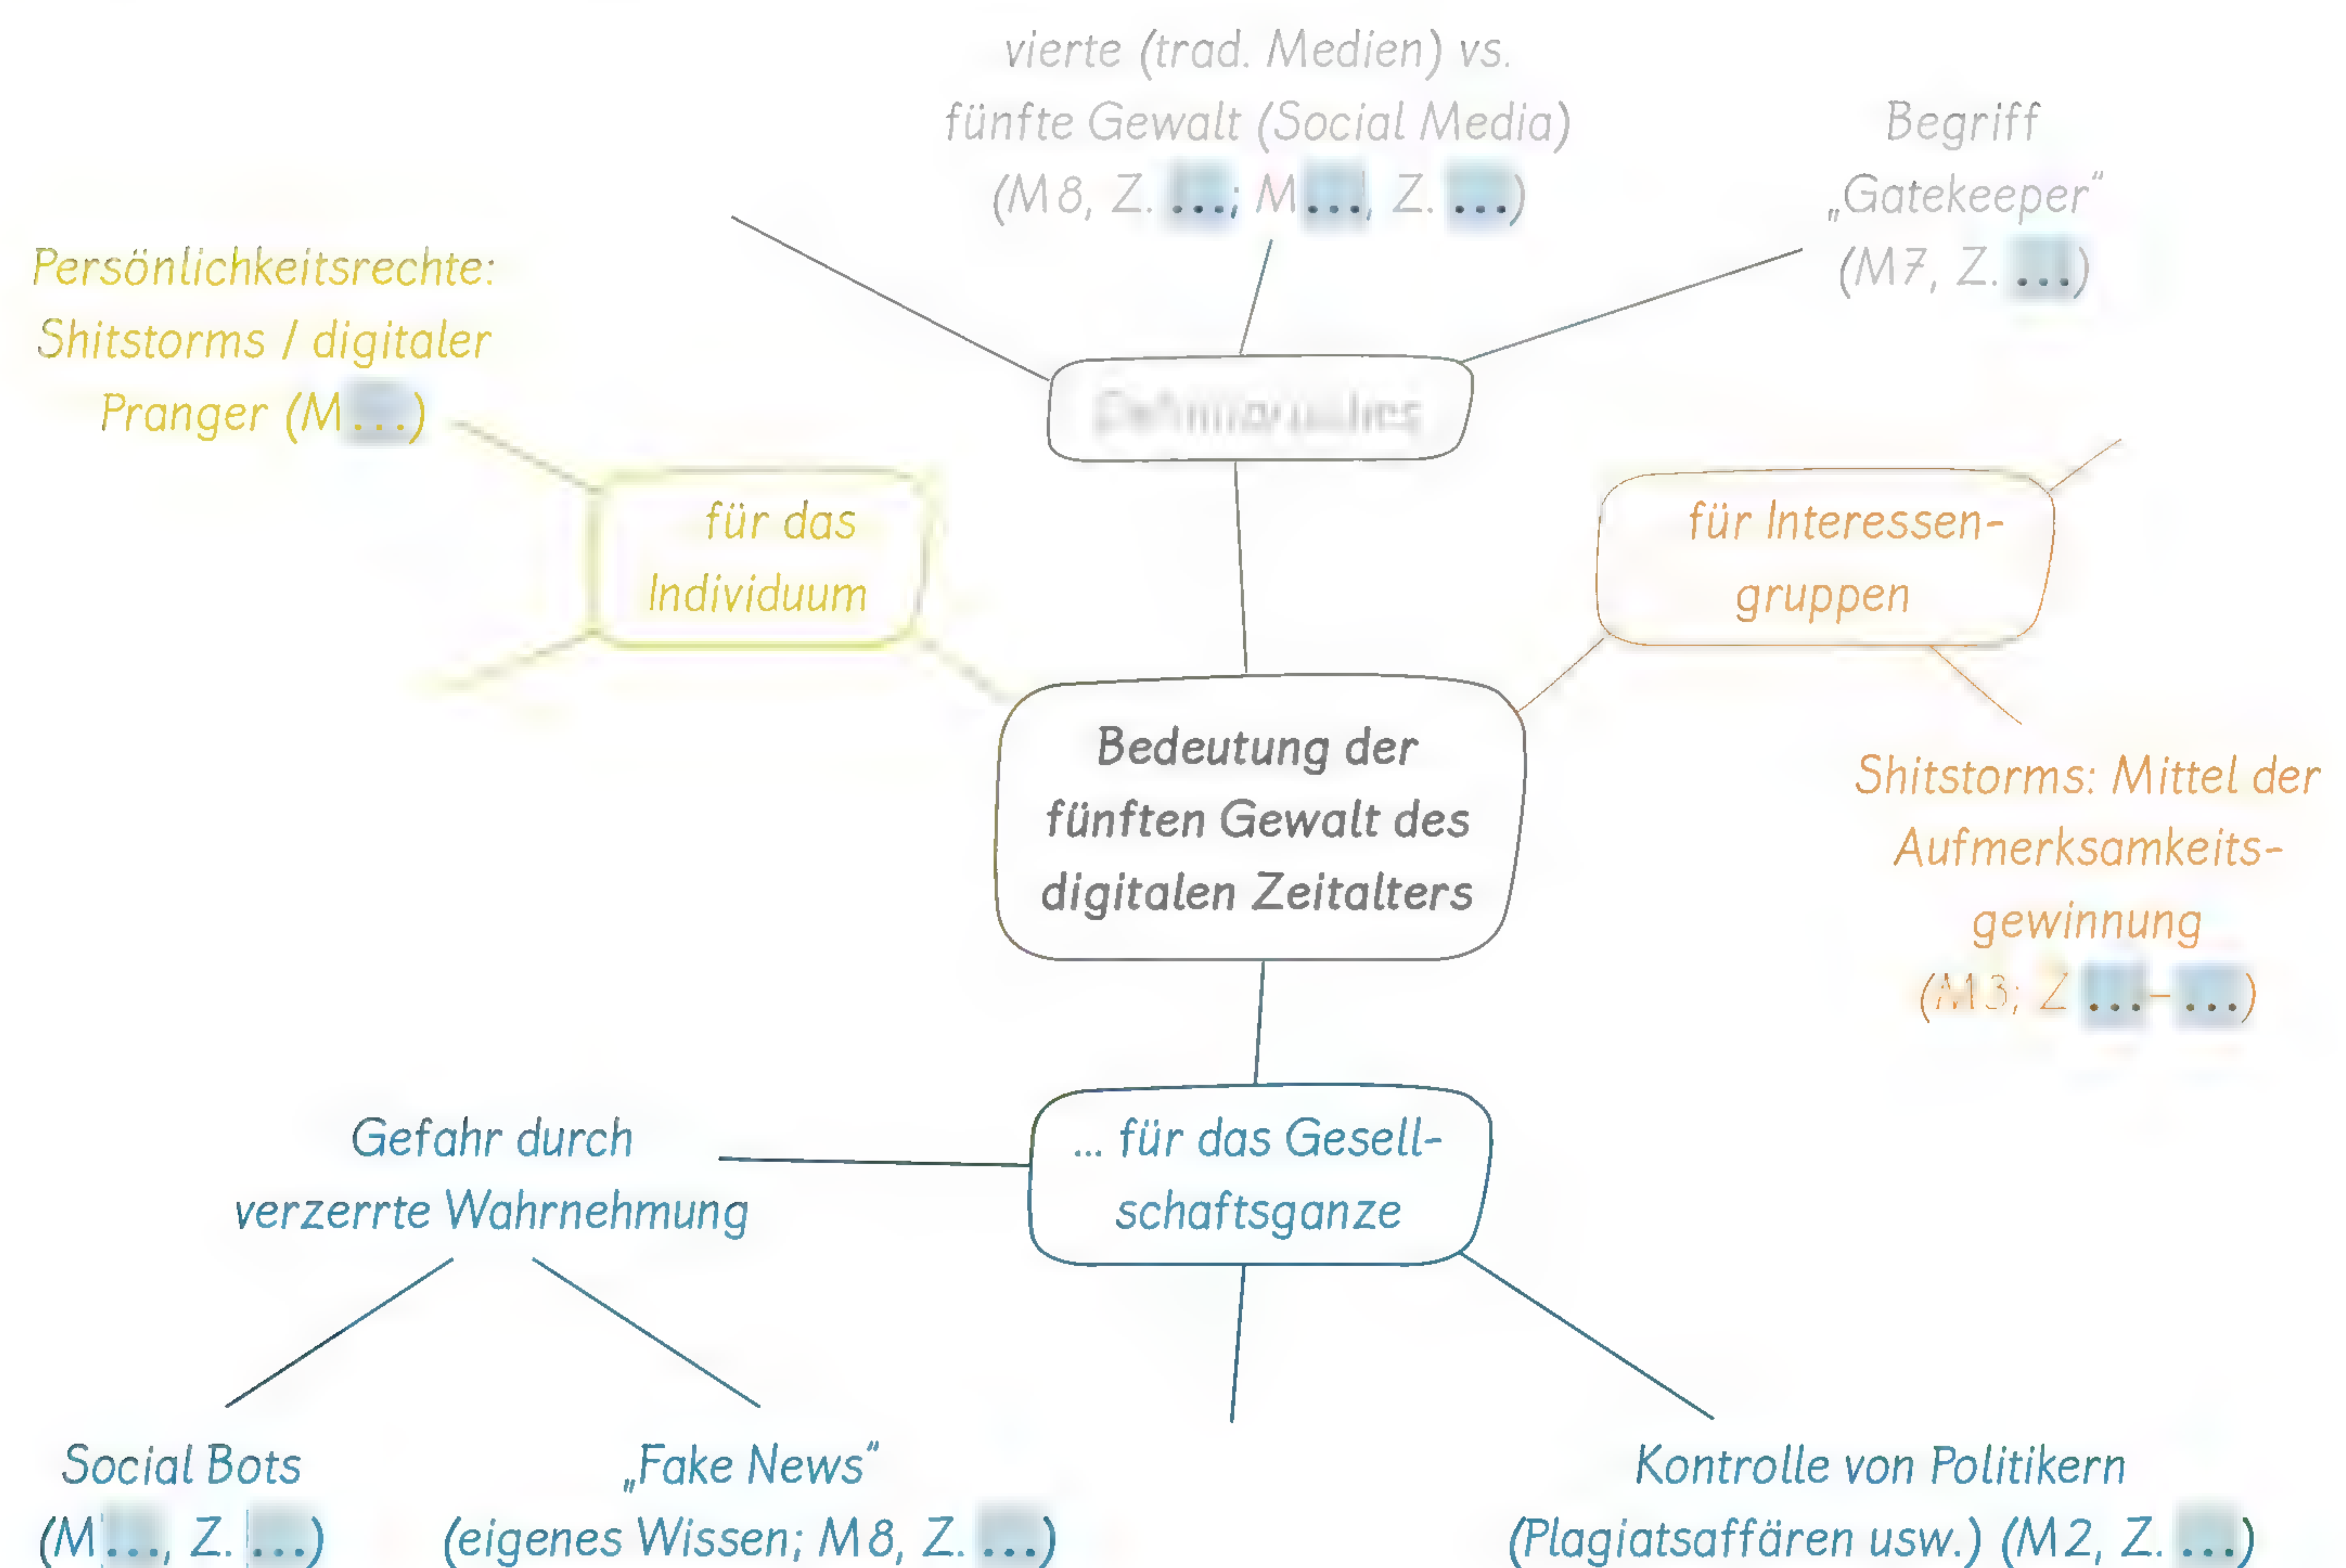 vierte (trad. Medien) vs.
fünfte Gewalt (Social Media)
(M8, Z. ...; M..., Z. ...)
Begriff
„Gatekeeper“
(M7, Z. ...)
Persönlichkeitsrechte:
Shitstorms / digitaler
Pranger (M...)
für das
Individuum
für Interessen-
gruppen
Bedeutung der
fünften Gewalt des
digitalen Zeitalters
Shitstorms: Mittel der
Aufmerksamkeits-
gewinnung
(M3; Z ...–...)
Gefahr durch
verzerrte Wahrnehmung
... für das Gesell-
schaftsganze
Social Bots
(M..., Z. ...)
„Fake News“
(eigenes Wissen; M8, Z. ...)
Kontrolle von Politikern
(Plagiatsaffären usw.) (M2, Z. ...)